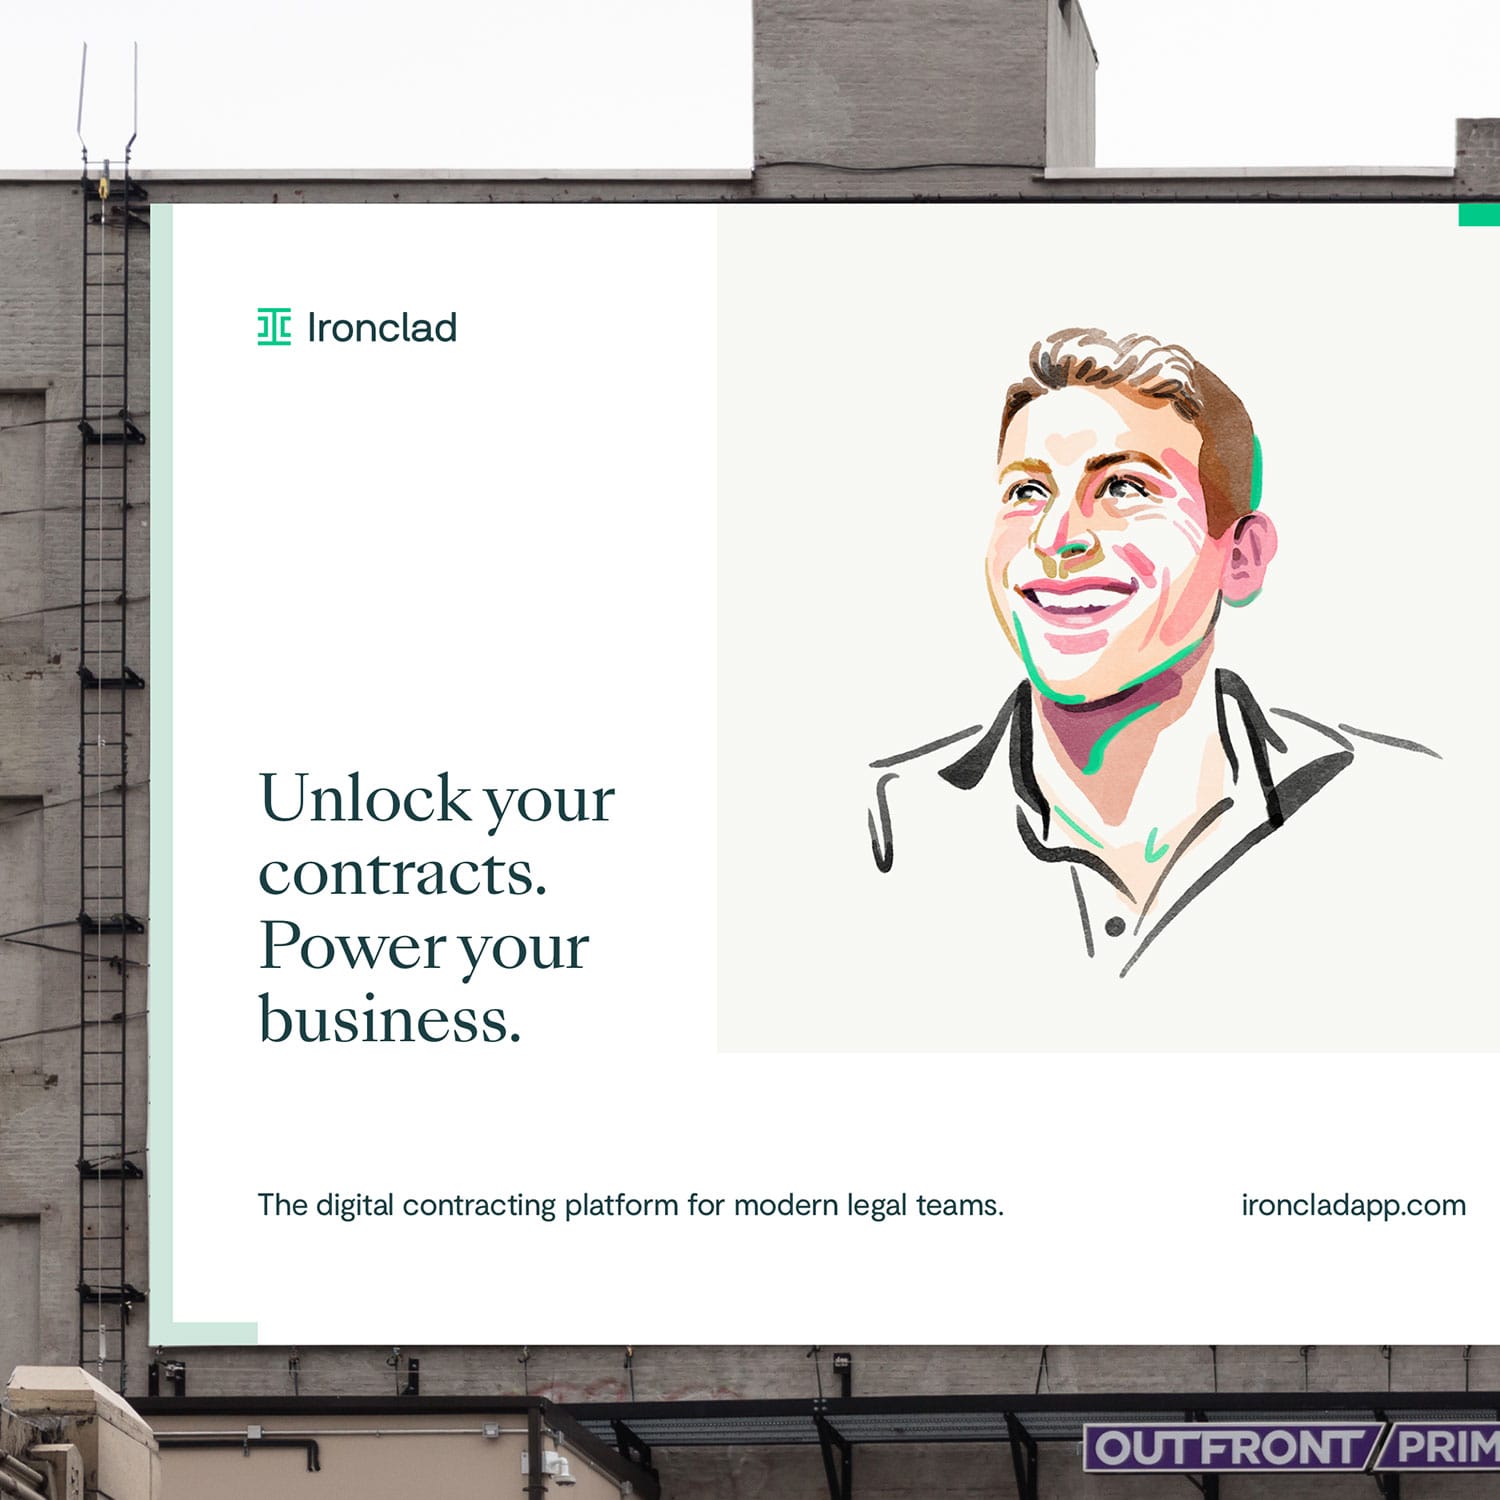 Ironclad
Unlock your
contracts.
Power your
business.
The digital contracting platform for modern legal teams.
ironcladapp.com
OUTFRONT/PRIM